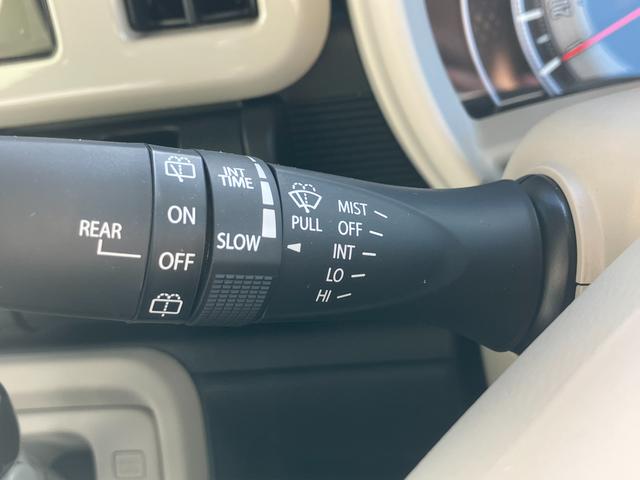 REAR
ON
OFF
INT
TIME
SLOW
PULL
MIST
OFF
INT
LO
HI